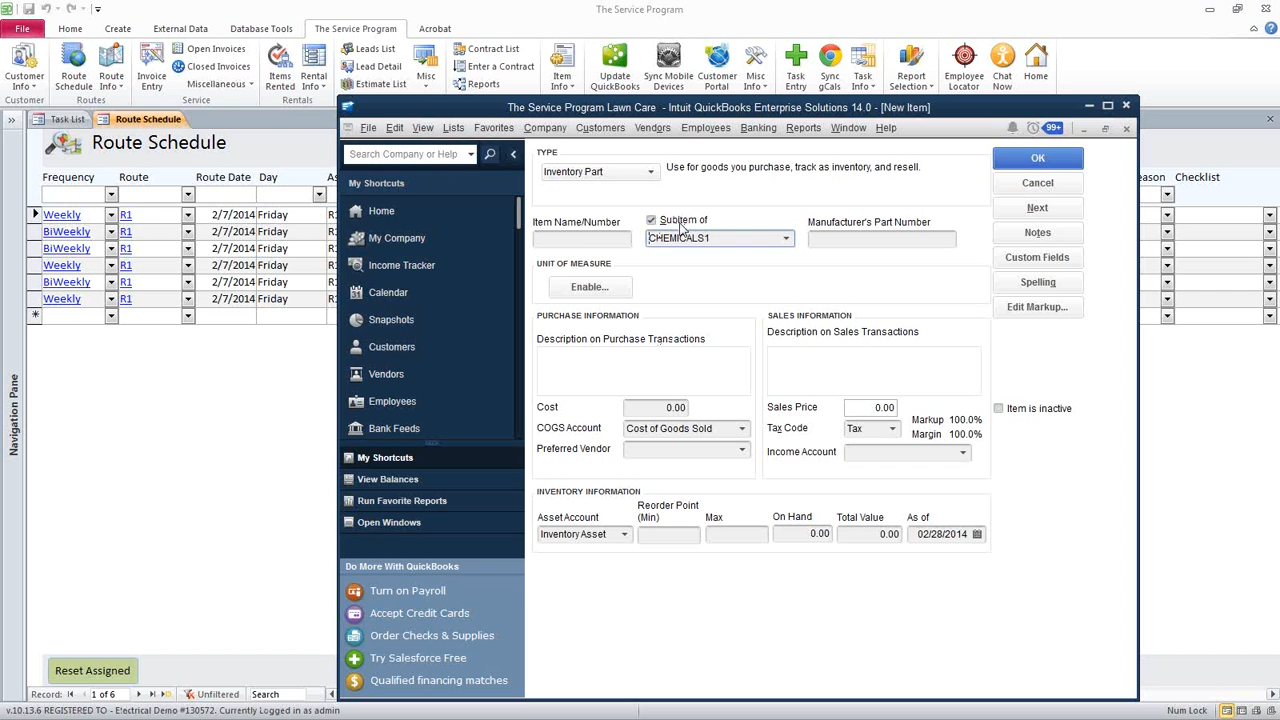 The Service Program
File
Home
Create
External Data
Database Tools
The Service Program
Acrobat
Customer Info
Route Schedule
Route Info
Invoice Entry
Open Invoices
Closed Invoices
Miscellaneous
Items Rented
Rental Info
Leads List
Lead Detail
Estimate List
Misc
Contract List
Enter a Contract
Reports
Item Info
Update QuickBooks
Sync Mobile Devices
Customer Portal
Misc Info
Task Entry
Sync Gcals
Task Info
Report Selection
Employee Locator
Chat Now
Home
Customer
Routes
Service
Rentals
Task List
Route Schedule
Route Schedule
Frequency Route Route Date Day
Checklist
Weekly R1 2/7/2014 Friday
BiWeekly R1 2/7/2014 Friday
BiWeekly R1 2/7/2014 Friday
Weekly R1 2/7/2014 Friday
BiWeekly R1 2/7/2014 Friday
Weekly R1 2/7/2014 Friday
Navigation Pane
Reset Assigned
Record: 1 of 6 Unfiltered Search
v.10.13.6 REGISTERED TO - Electrical Demo #130572. Currently Logged in as admin
Num Lock
The Service Program Lawn Care - Intuit QuickBooks Enterprise Solutions 14.0 - [New Item]
File Edit View Lists Favorites Company Customers Vendors Employees Banking Reports Window Help
99+
Search Company or Help
My Shortcuts
Home
My Company
Income Tracker
Calendar
Snapshots
Customers
Vendors
Employees
Bank Feeds
My Shortcuts
View Balances
Run Favorite Reports
Open Windows
Do More With QuickBooks
Turn on Payroll
Accept Credit Cards
Order Checks & Supplies
Try Salesforce Free
Qualified financing matches
TYPE
Inventory Part
Use for goods you purchase, track as inventory, and resell.
Item Name/Number
Subitem of
CHEMICALS1
Manufacturer's Part Number
UNIT OF MEASURE
Enable...
PURCHASE INFORMATION
Description on Purchase Transactions
Cost 0.00
COGS Account Cost of Goods Sold
Preferred Vendor
SALES INFORMATION
Description on Sales Transactions
Sales Price 0.00
Tax Code Tax
Markup 100.0%
Margin 100.0%
Income Account
INVENTORY INFORMATION
Asset Account
Inventory Asset
Reorder Point (Min)
Max
On Hand
0.00
Total Value
0.00
As of
02/28/2014
OK
Cancel
Next
Notes
Custom Fields
Spelling
Edit Markup...
Item is inactive